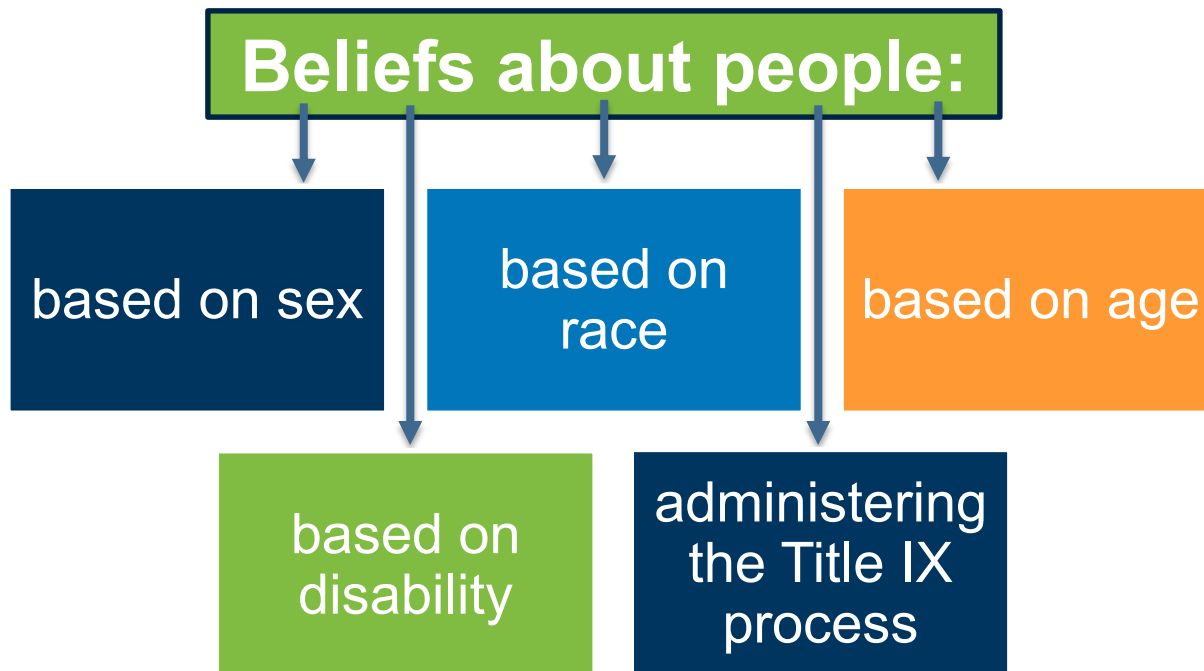 Beliefs about people:
based on sex
based on
race
based on age
based on
disability
administering
the Title IX
process